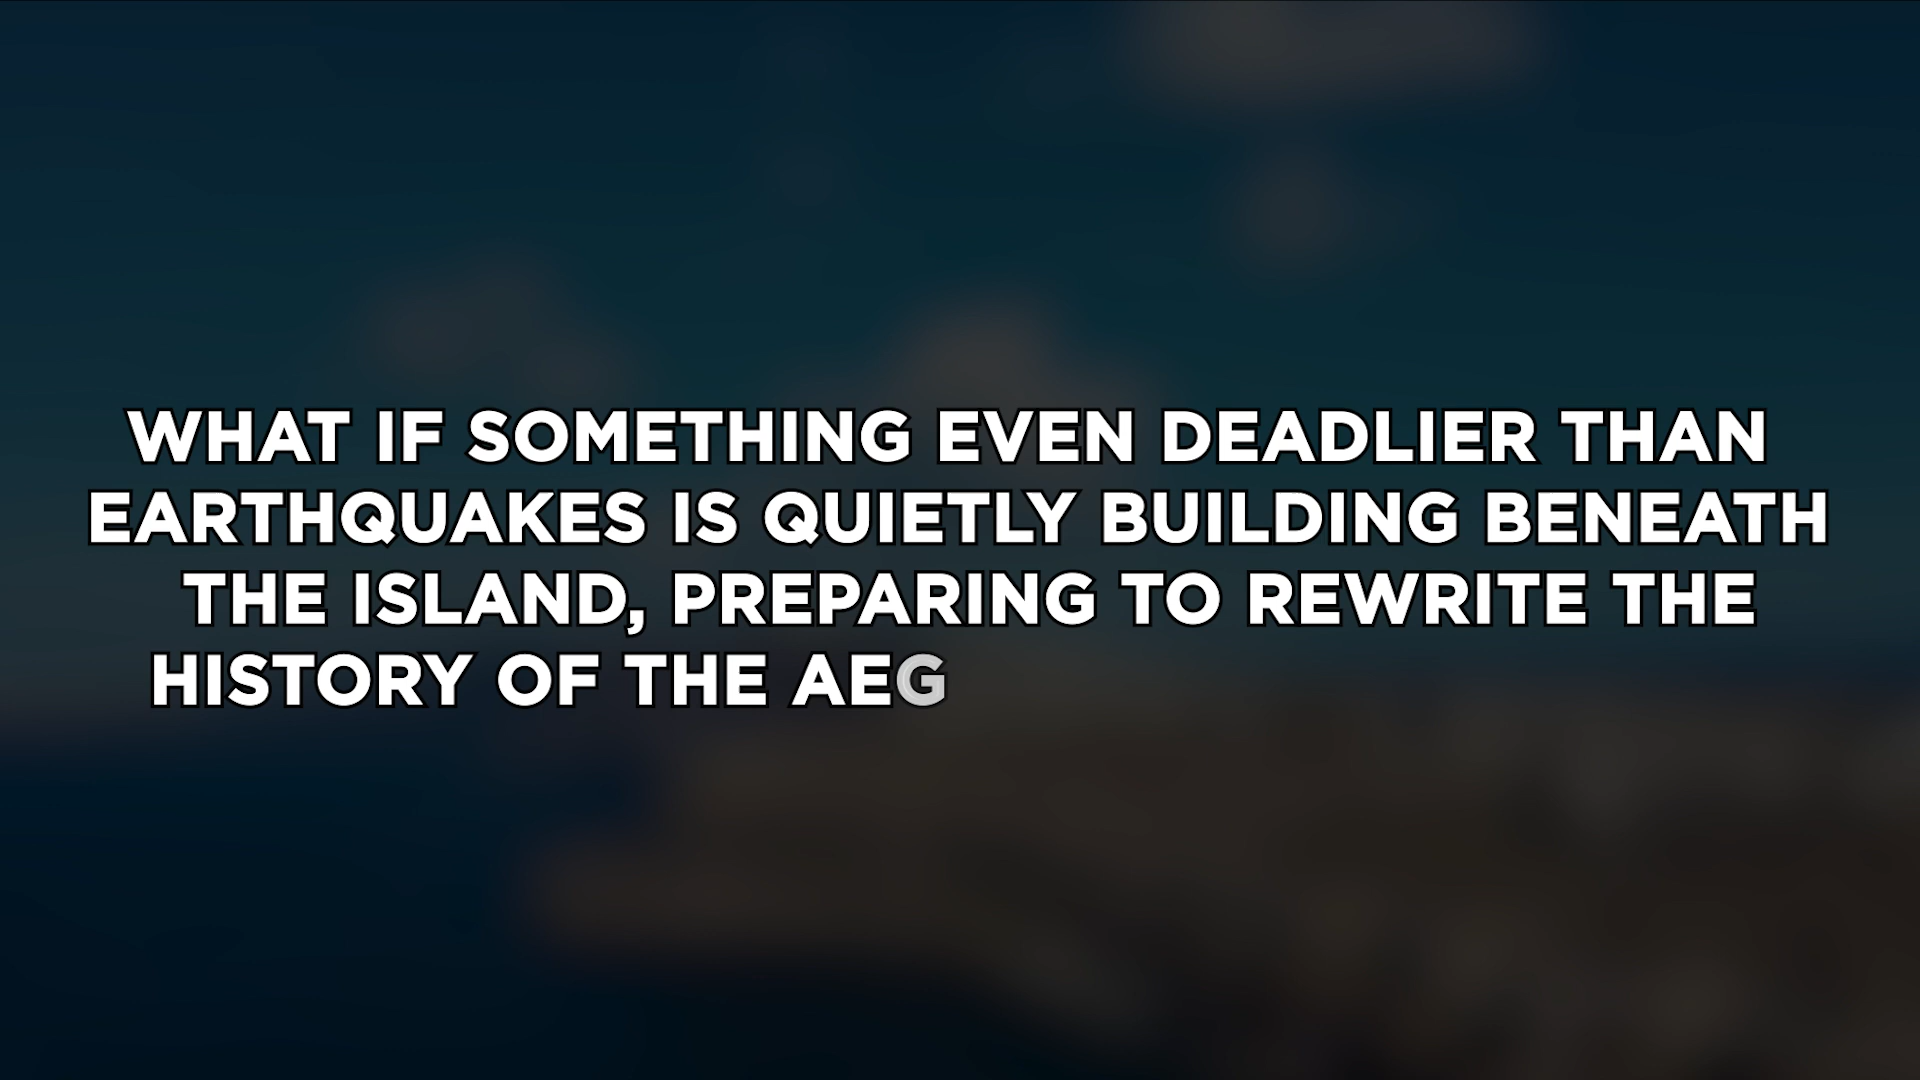 WHAT IF SOMETHING EVEN DEADLIER THAN
EARTHQUAKES IS QUIETLY BUILDING BENEATH
THE ISLAND, PREPARING TO REWRITE THE
HISTORY OF THE AEG